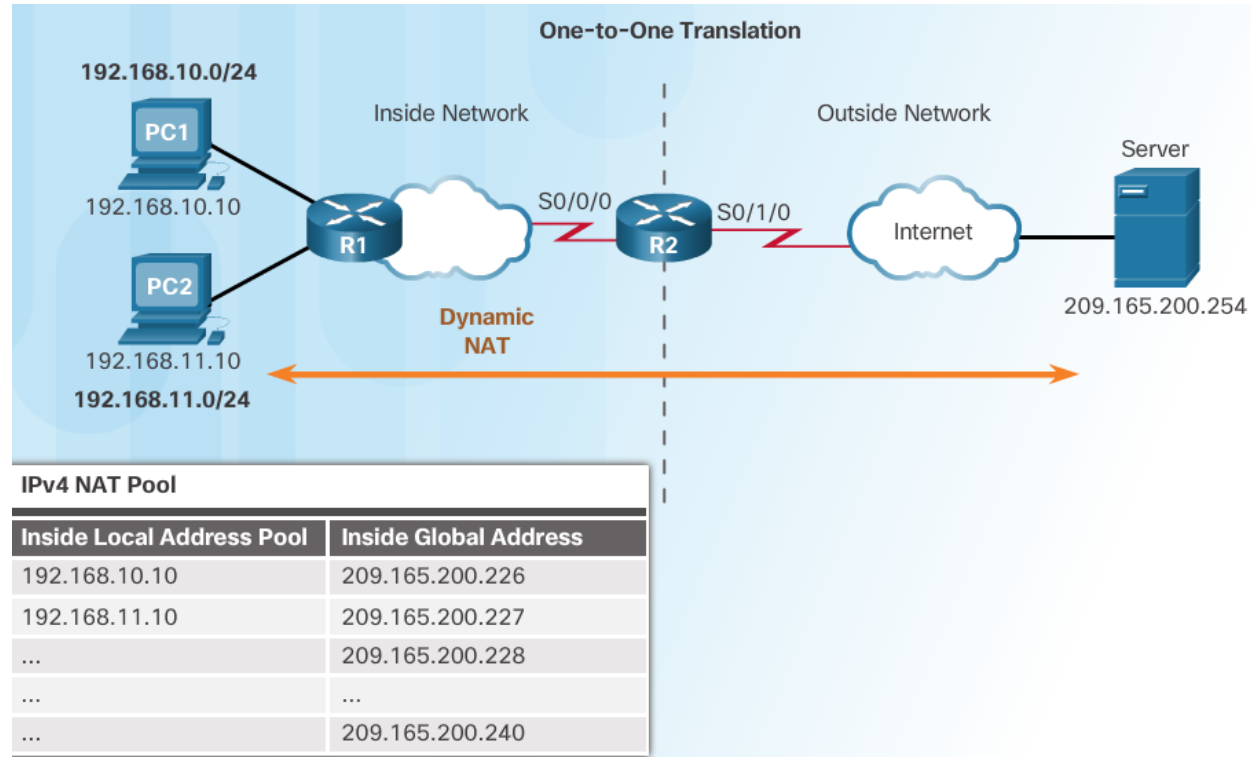 One-to-One Translation
192.168.10.0/24
Inside Network
Outside Network
PC1
Server
192.168.10.10
S0/0/0
S0/1/0
R1
R2
Internet
PC2
209.165.200.254
Dynamic
NAT
192.168.11.10
192.168.11.0/24
IPv4 NAT Pool
Inside Local Address Pool Inside Global Address
192.168.10.10 209.165.200.226
192.168.11.10 209.165.200.227
... 209.165.200.228
... ...
... 209.165.200.240